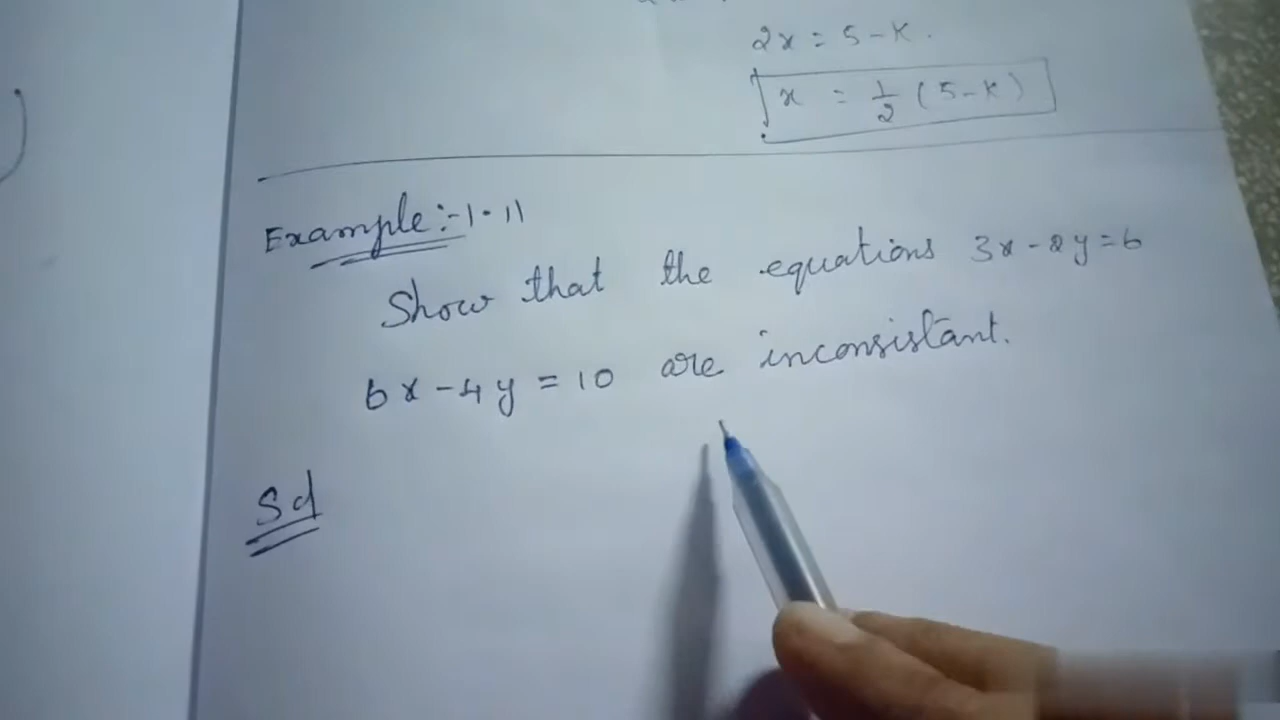 2x = 5-K.
x = 1/2 (5-K)
Example:- 1.11
Show that the equations 3x-2y=6
6x-4y=10 are inconsistant.
Sol